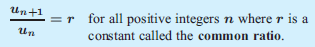 uₙ₊₁/uₙ = r for all positive integers n where r is a
constant called the common ratio.